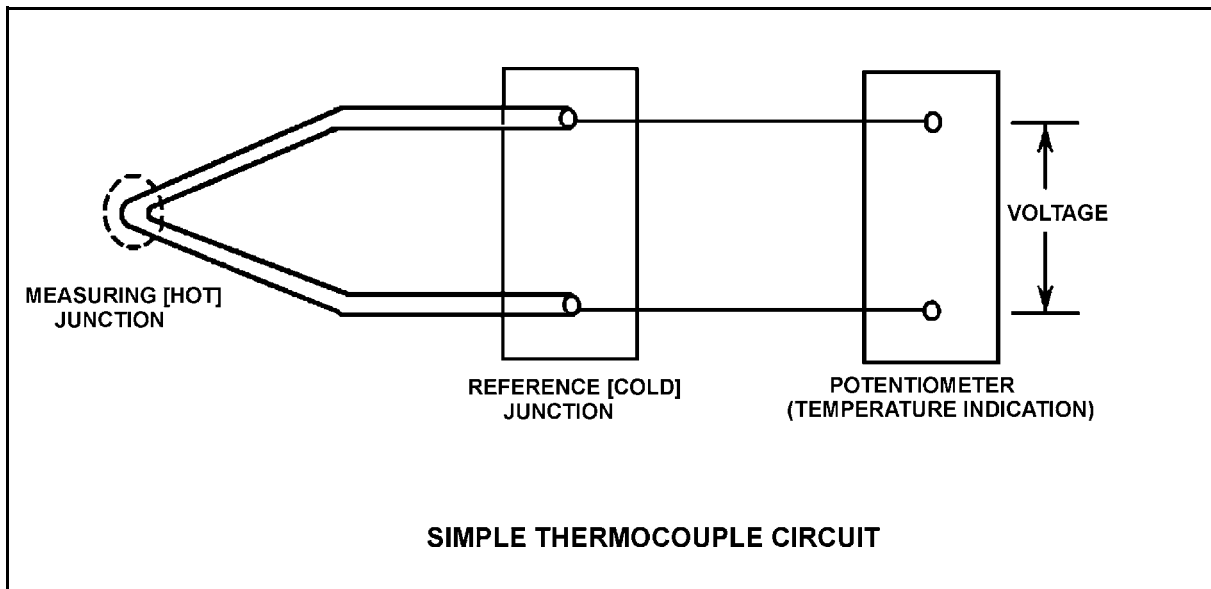 VOLTAGE
MEASURING [HOT]
JUNCTION
REFERENCE [COLD]
JUNCTION
POTENTIOMETER
(TEMPERATURE INDICATION)
SIMPLE THERMOCOUPLE CIRCUIT